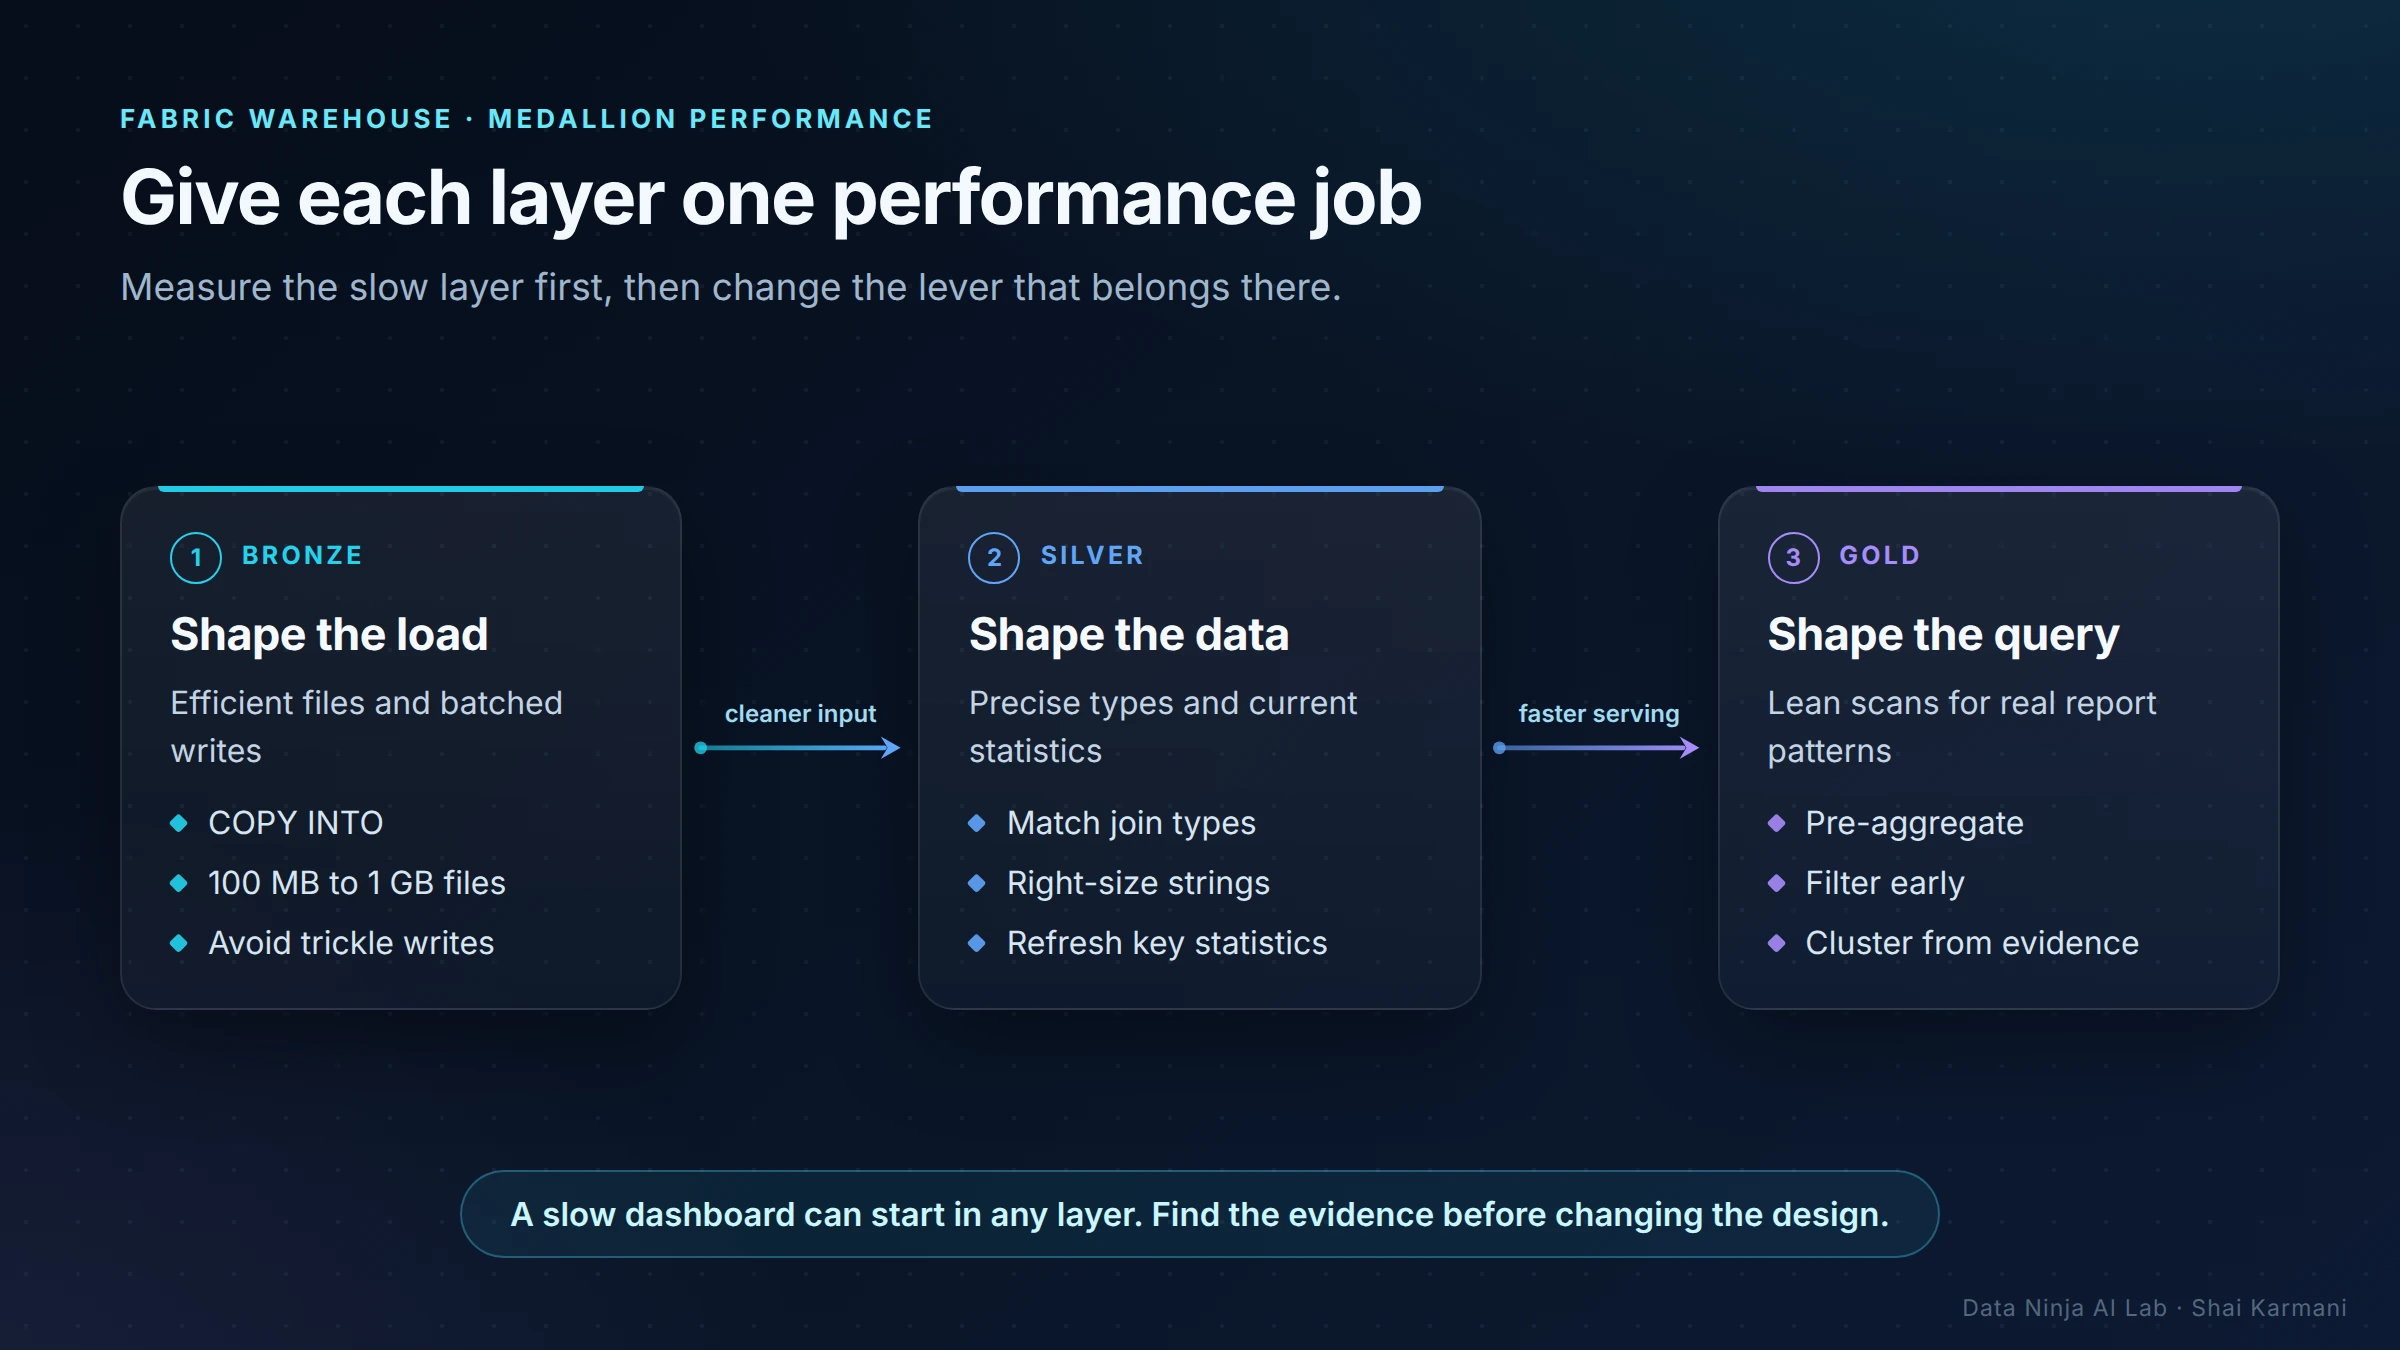 FABRIC WAREHOUSE · MEDALLION PERFORMANCE
Give each layer one performance job
Measure the slow layer first, then change the lever that belongs there.
1 BRONZE
Shape the load
Efficient files and batched
writes
COPY INTO
100 MB to 1 GB files
Avoid trickle writes
cleaner input
2 SILVER
Shape the data
Precise types and current
statistics
Match join types
Right-size strings
Refresh key statistics
faster serving
3 GOLD
Shape the query
Lean scans for real report
patterns
Pre-aggregate
Filter early
Cluster from evidence
A slow dashboard can start in any layer. Find the evidence before changing the design.
Data Ninja AI Lab · Shai Karmani